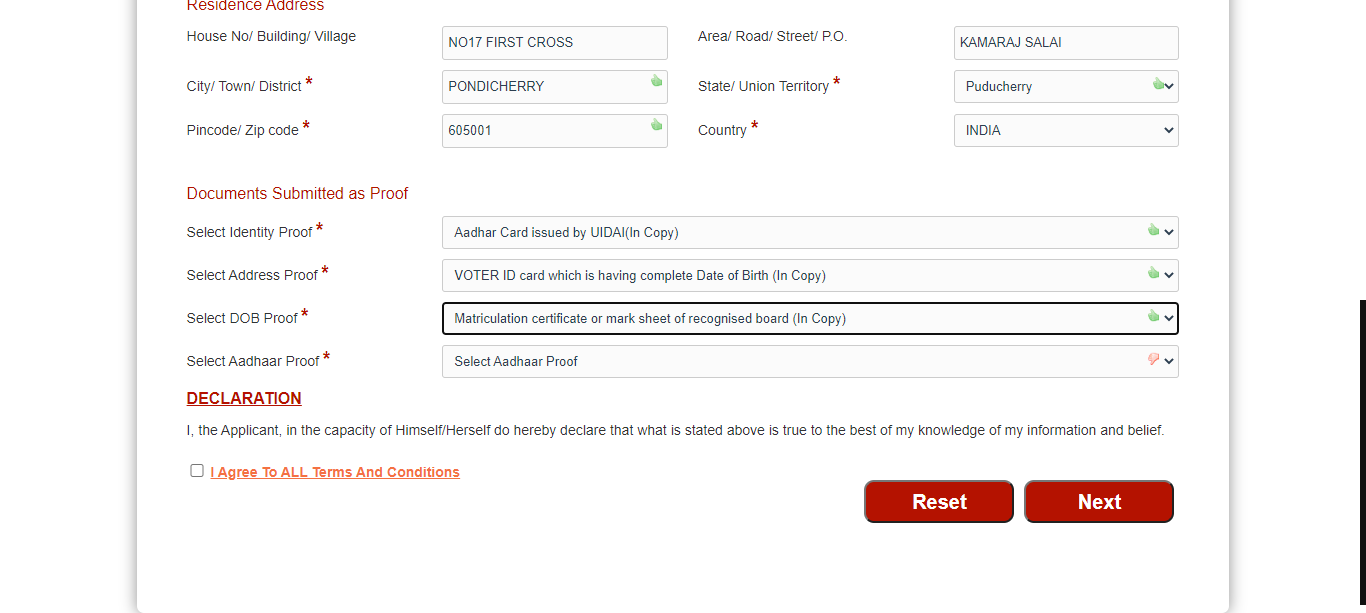 Residence Address
House No/ Building/ Village NO17 FIRST CROSS Area/ Road/ Street/ P.O. KAMARAJ SALAI
City/ Town/ District * PONDICHERRY State/ Union Territory * Puducherry
Pincode/ Zip code * 605001 Country * INDIA
Documents Submitted as Proof
Select Identity Proof * Aadhar Card issued by UIDAI(In Copy)
Select Address Proof * VOTER ID card which is having complete Date of Birth (In Copy)
Select DOB Proof * Matriculation certificate or mark sheet of recognised board (In Copy)
Select Aadhaar Proof * Select Aadhaar Proof
DECLARATION
I, the Applicant, in the capacity of Himself/Herself do hereby declare that what is stated above is true to the best of my knowledge of my information and belief.
I Agree To ALL Terms And Conditions
Reset Next